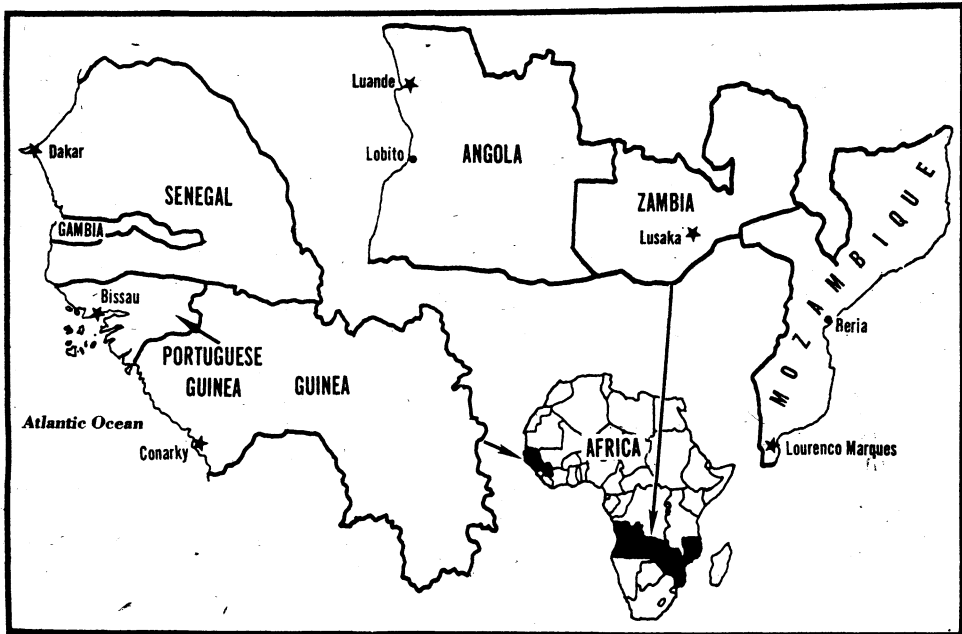 Dakar
SENEGAL
GAMBIA
Bissau
PORTUGUESE
GUINEA
GUINEA
Atlantic Ocean
Conarky
Luande
Lobito
ANGOLA
ZAMBIA
Lusaka
MOZAMBIQUE
Reria
Lourenco Marques
AFRICA